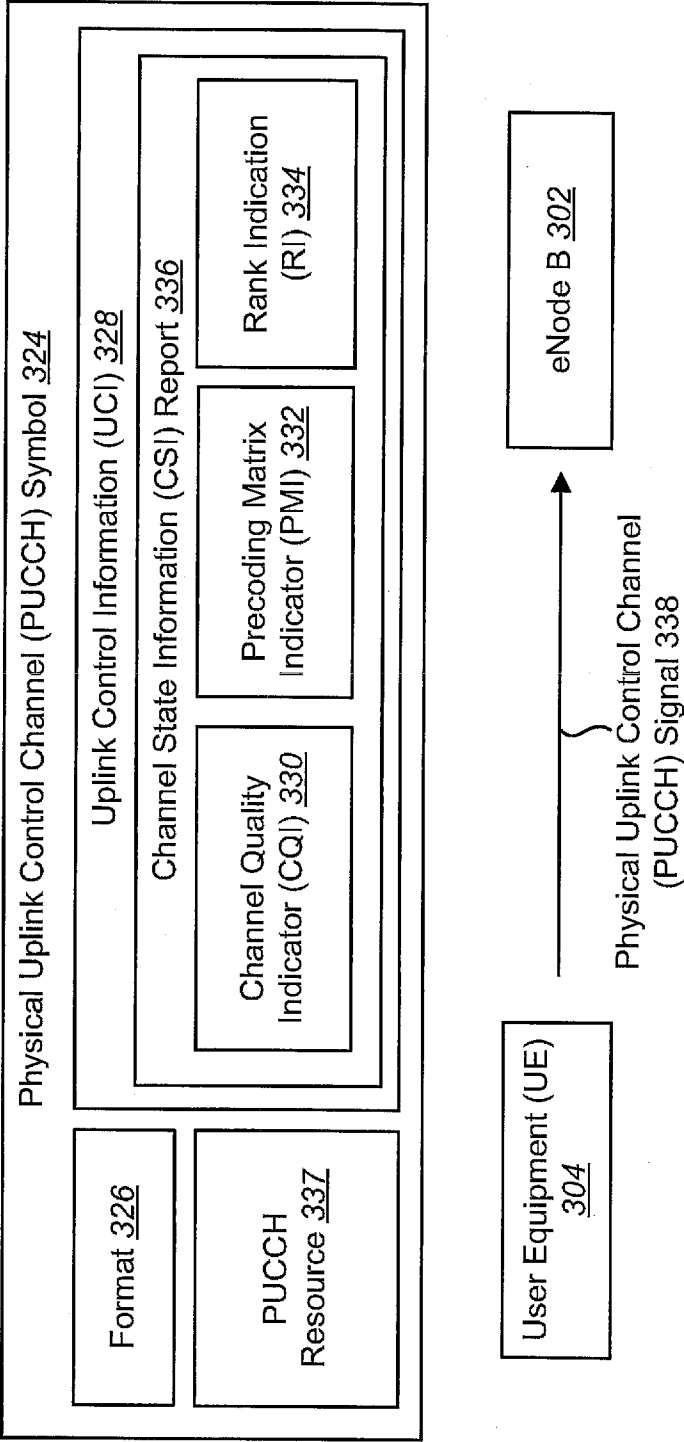 Physical Uplink Control Channel (PUCCH) Symbol 324
Format 326
PUCCH
Resource 337
Uplink Control Information (UCI) 328
Channel State Information (CSI) Report 336
Channel Quality
Indicator (CQI) 330
Precoding Matrix
Indicator (PMI) 332
Rank Indication
(RI) 334
User Equipment (UE)
304
Physical Uplink Control Channel
(PUCCH) Signal 338
eNode B 302